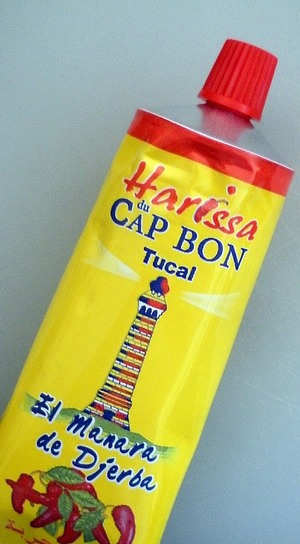 Harissa
du
CAP BON
Tucal
El Manara
de Djerba